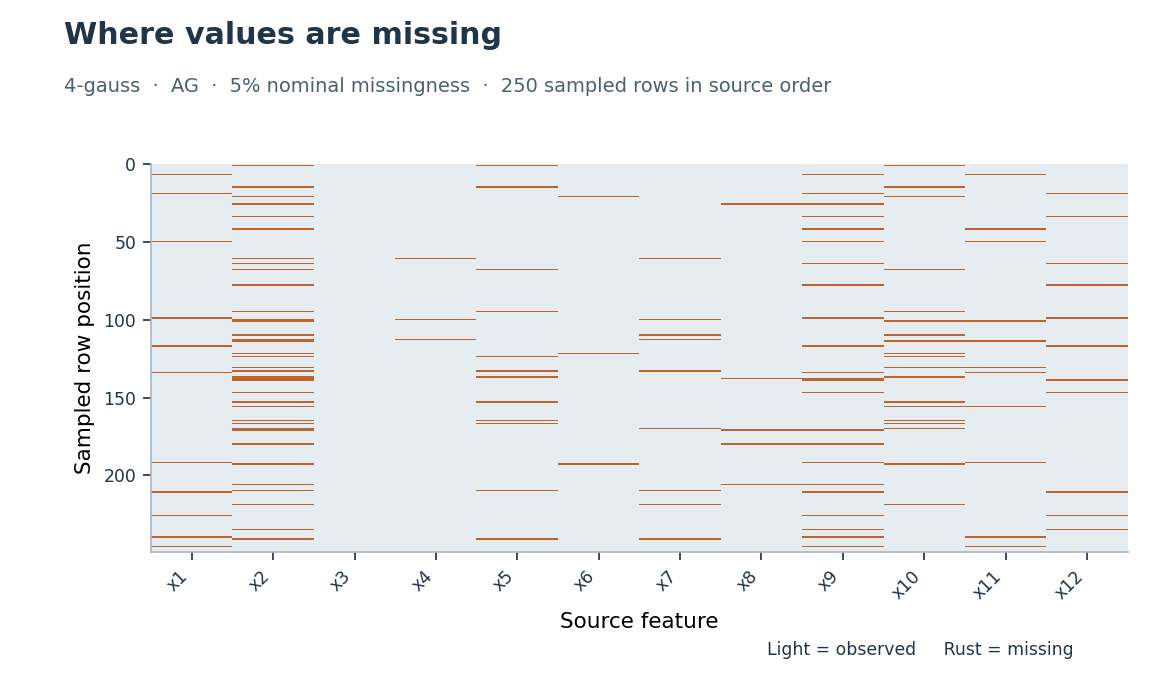 Where values are missing
4-gauss · AG · 5% nominal missingness · 250 sampled rows in source order
0
50
100
150
200
Sampled row position
x1 x2 x3 x4 x5 x6 x7 x8 x9 x10 x11 x12
Source feature
Light = observed Rust = missing